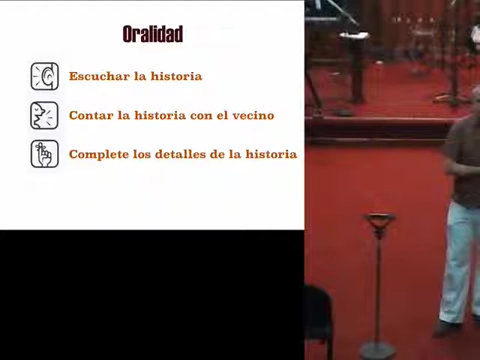 Oralidad
Escuchar la historia
Contar la historia con el vecino
Complete los detalles de la historia